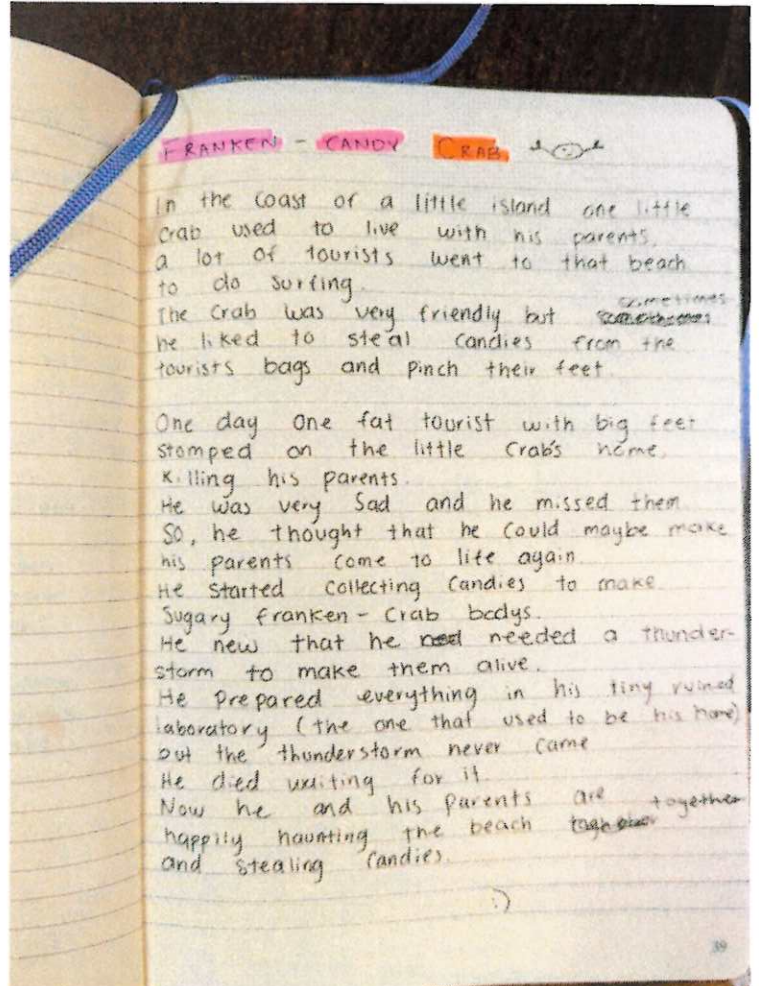 FRANKEN - CANDY CRAB
In the coast of a little island one little
crab used to live with his parents.
a lot of tourists went to that beach
to do surfing.
The crab was very friendly but sometimes
he liked to steal candies from the
tourists bags and pinch their feet.
One day one fat tourist with big feet
stomped on the little crab's home,
killing his parents.
He was very sad and he missed them.
So, he thought that he could maybe make
his parents come to life again.
He started collecting candies to make
sugary franken - crab bodys.
He new that he needed a thunder-
storm to make them alive.
He prepared everything in his tiny ruined
laboratory (the one that used to be his home)
but the thunderstorm never came
He died waiting for it.
Now he and his parents are together
happily haunting the beach
and stealing candies.
:)
39